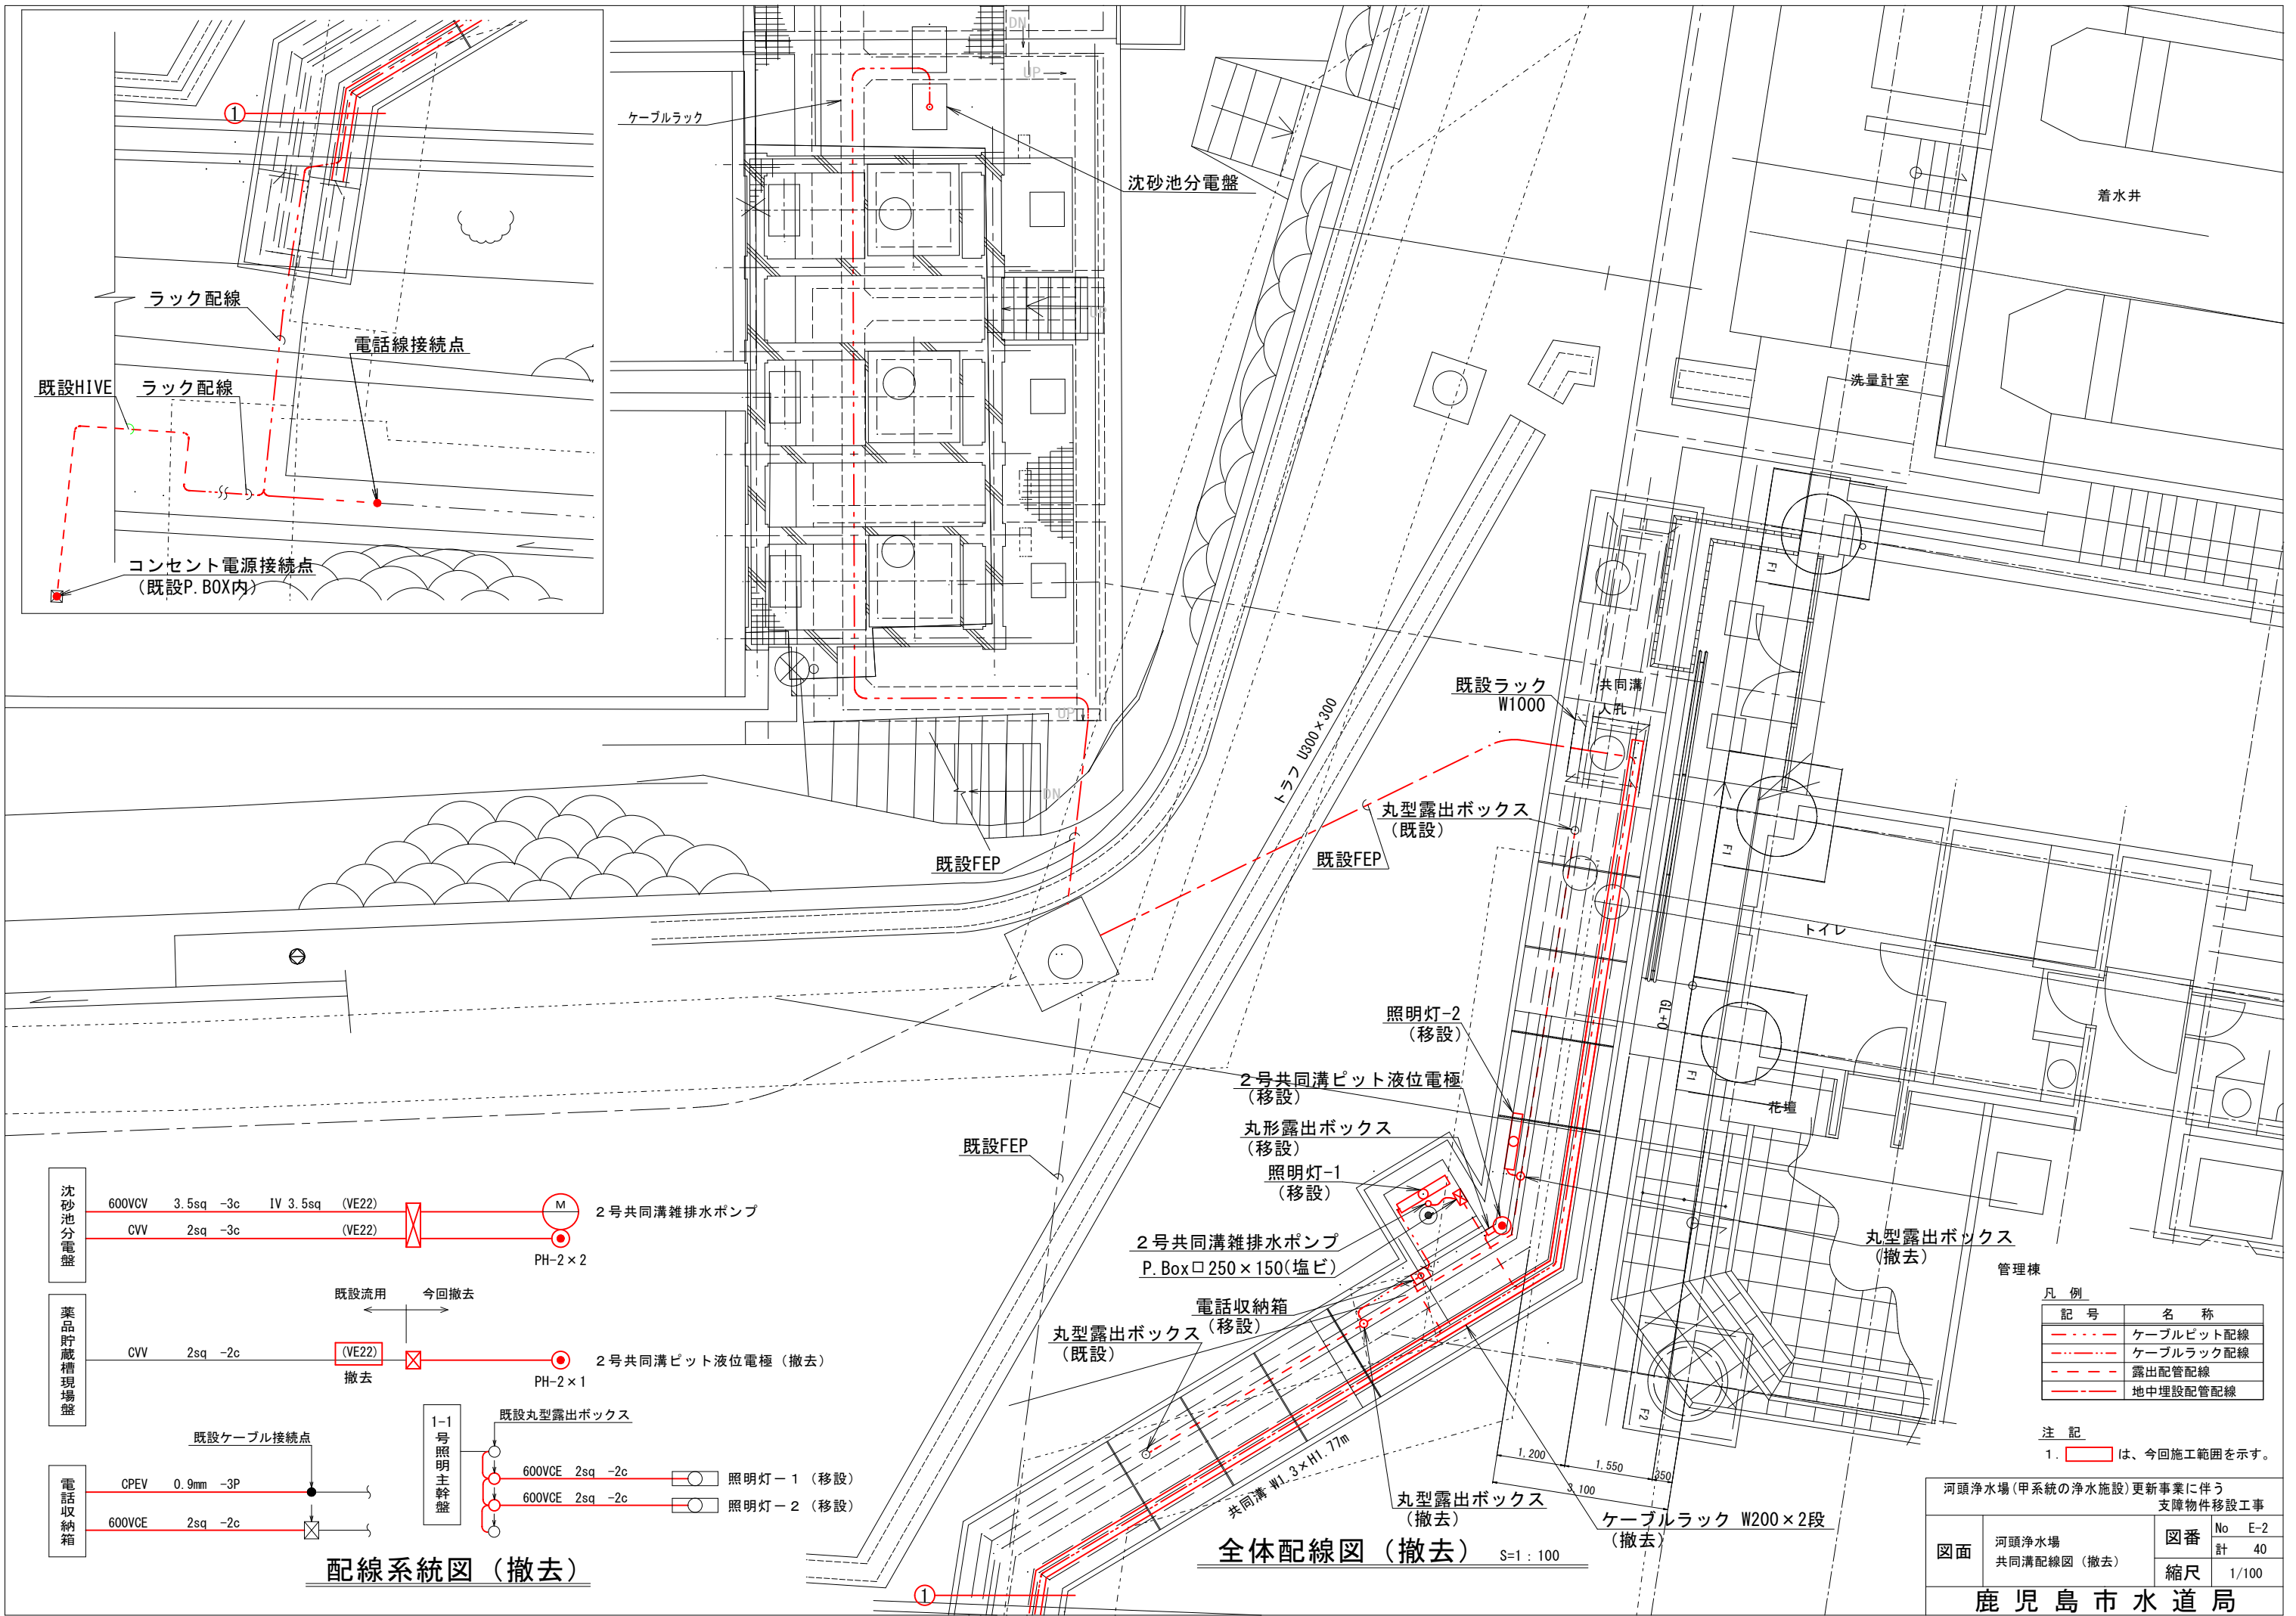 ①
ラック配線
電話線接続点
既設HIVE
ラック配線
コンセント電源接続点
(既設P.BOX内)
ケーブルラック
DN
UP
沈砂池分電盤
UP
UP
DN
既設FEP
トラフ U300×300
着水井
洗量計室
既設ラック
W1000
共同溝
人孔
丸型露出ボックス
(既設)
既設FEP
F1
F1
F1
F2
トイレ
GL+0
花壇
照明灯-2
(移設)
2号共同溝ピット液位電極
(移設)
丸形露出ボックス
(移設)
照明灯-1
(移設)
既設FEP
2号共同溝雑排水ポンプ
P.Box□250×150(塩ビ)
電話収納箱
(移設)
丸型露出ボックス
(既設)
丸型露出ボックス
(撤去)
管理棟
1,200
1,550
350
3,100
共同溝 W1.3×H1.77m
丸型露出ボックス
(撤去)
ケーブルラック W200×2段
(撤去)
全体配線図（撤去） S=1：100
①
沈砂池分電盤
600VCV 3.5sq -3c IV 3.5sq (VE22)
CVV 2sq -3c (VE22)
M
2号共同溝雑排水ポンプ
PH-2×2
薬品貯蔵槽現場盤
既設流用 今回撤去
CVV 2sq -2c (VE22)
撤去
2号共同溝ピット液位電極（撤去）
PH-2×1
電話収納箱
既設ケーブル接続点
CPEV 0.9mm -3P
600VCE 2sq -2c
1-1号照明主幹盤
既設丸型露出ボックス
600VCE 2sq -2c
照明灯－1（移設）
600VCE 2sq -2c
照明灯－2（移設）
配線系統図（撤去）
凡 例
記 号 名 称
ケーブルピット配線
ケーブルラック配線
露出配管配線
地中埋設配管配線
注 記
1. は、今回施工範囲を示す。
河頭浄水場(甲系統の浄水施設)更新事業に伴う
支障物件移設工事
図面
河頭浄水場
共同溝配線図（撤去）
図番
No E-2
計 40
縮尺
1/100
鹿児島市水道局